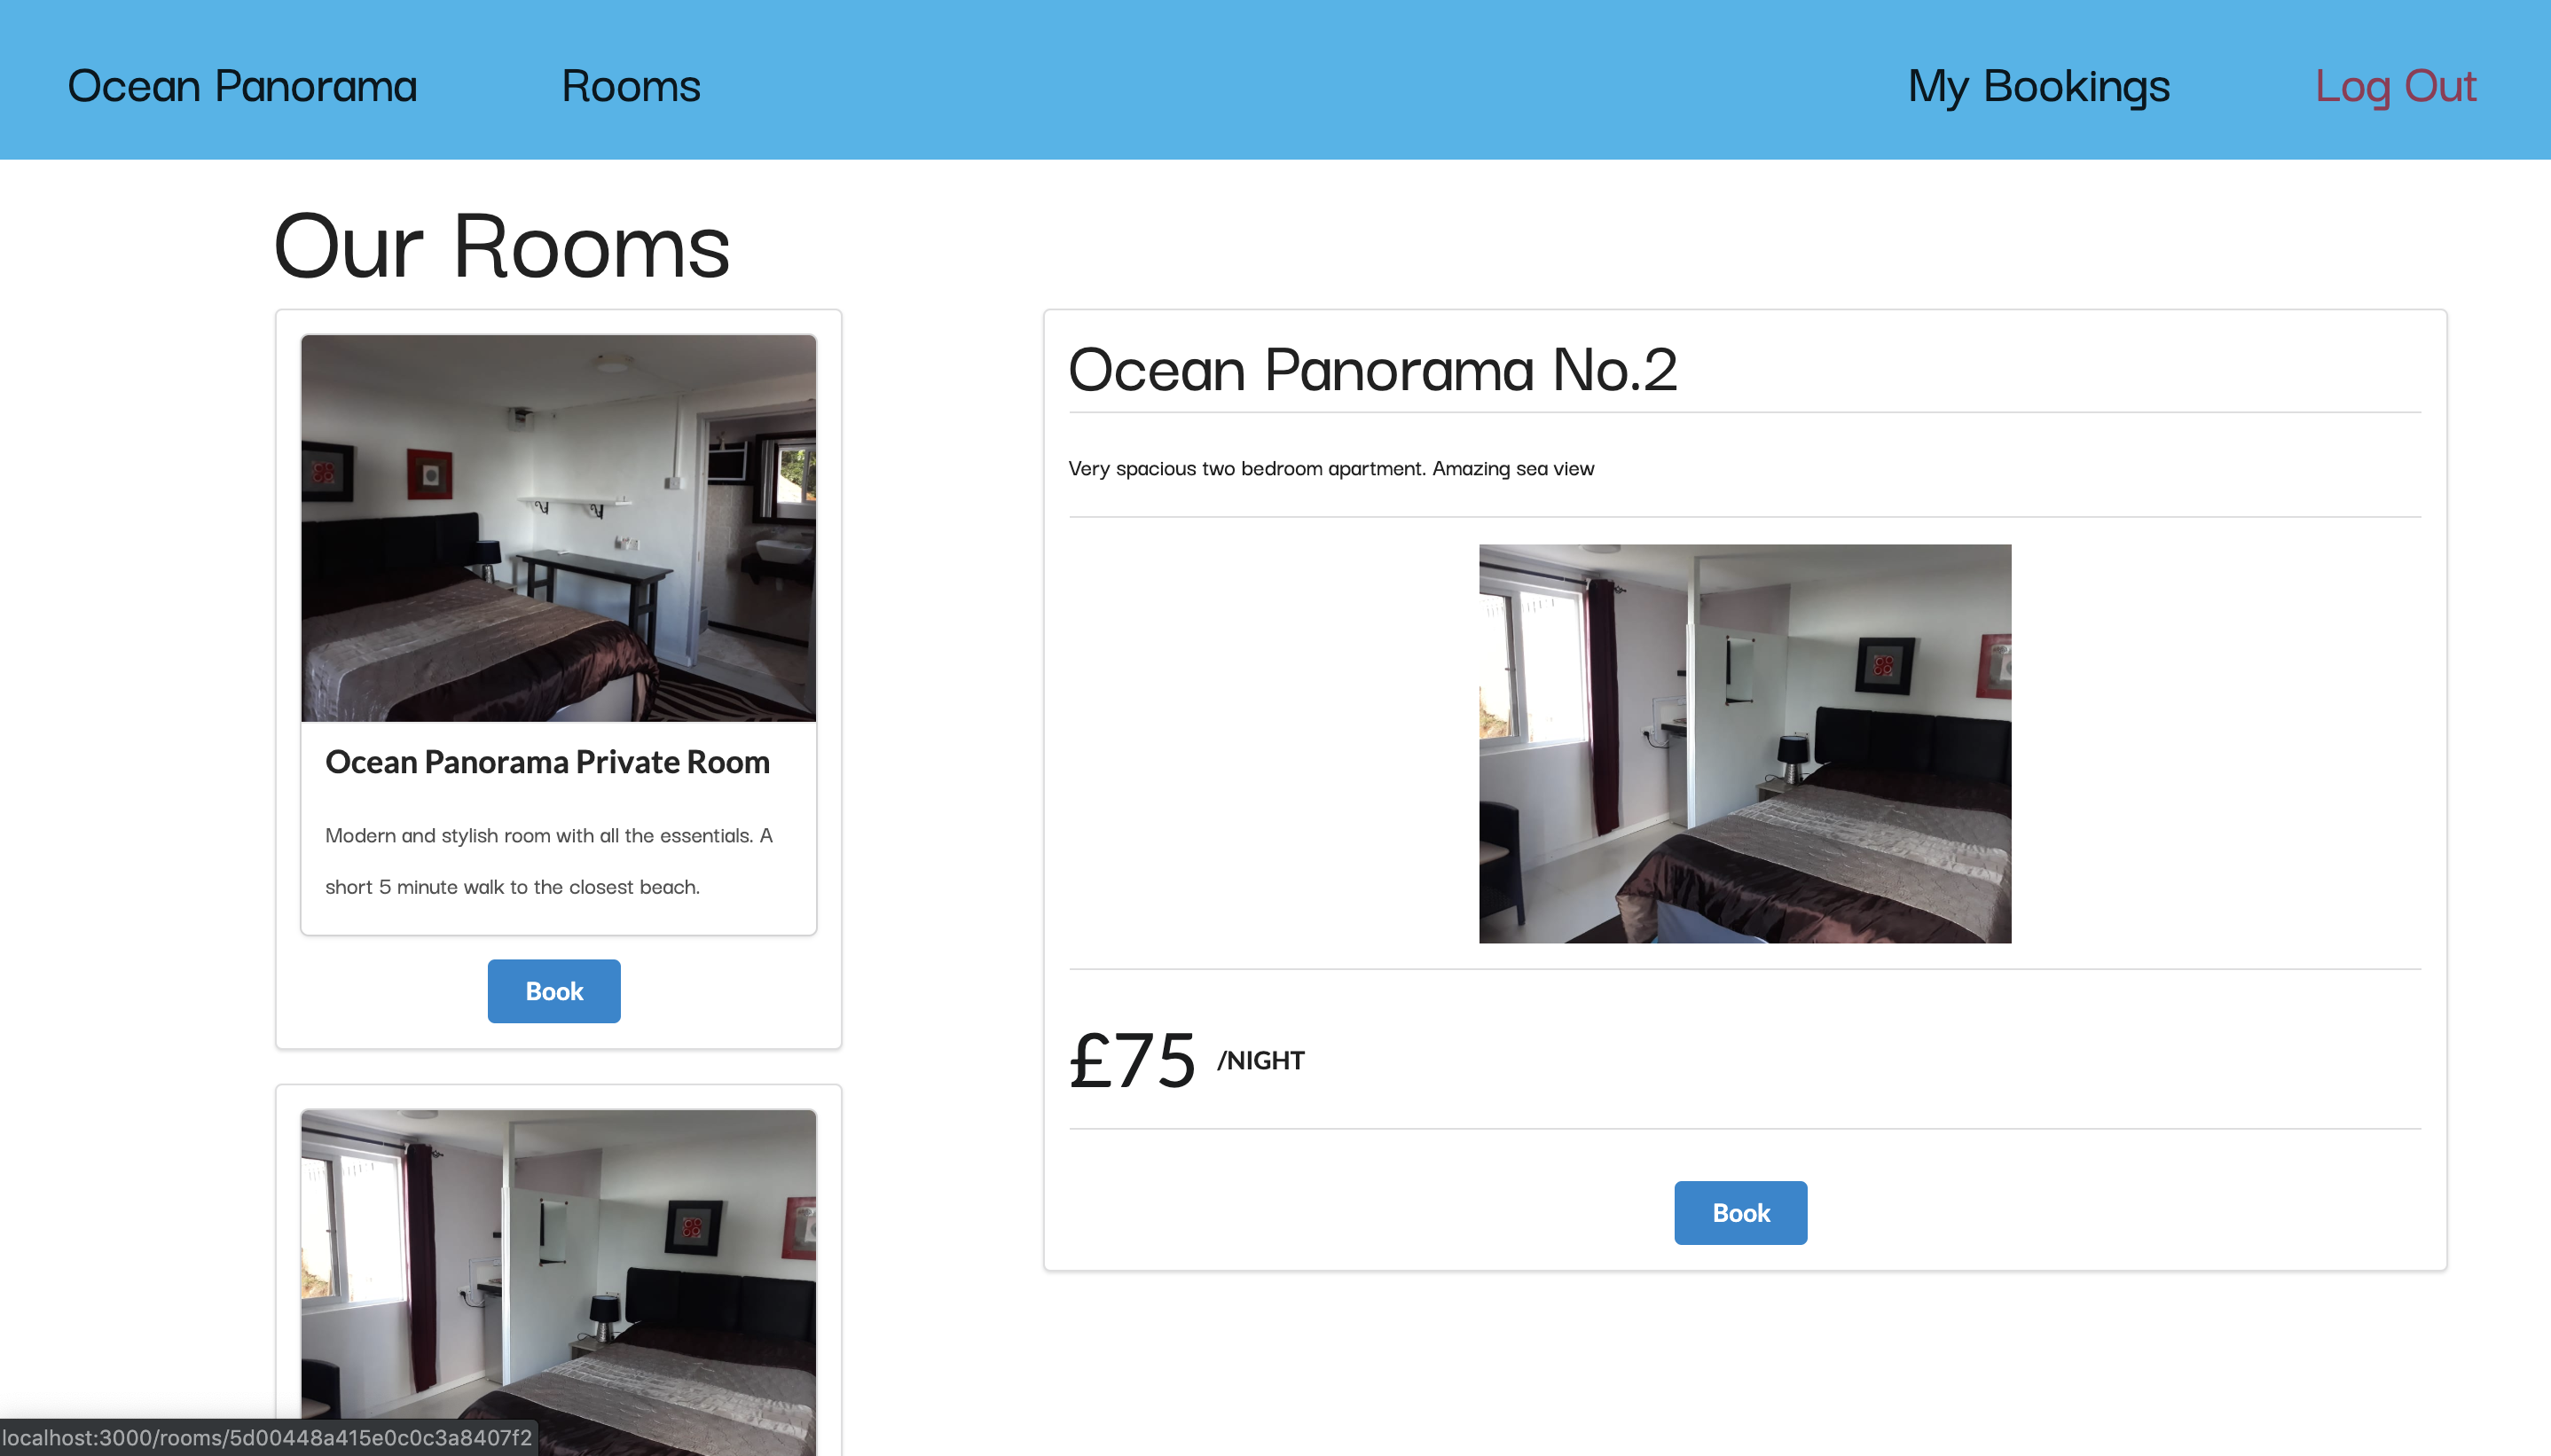 Ocean Panorama Rooms My Bookings Log Out
Our Rooms
Ocean Panorama Private Room
Modern and stylish room with all the essentials. A
short 5 minute walk to the closest beach.
Book
Ocean Panorama No.2
Very spacious two bedroom apartment. Amazing sea view
£75 /NIGHT
Book
localhost:3000/rooms/5d00448a415e0c0c3a8407f2